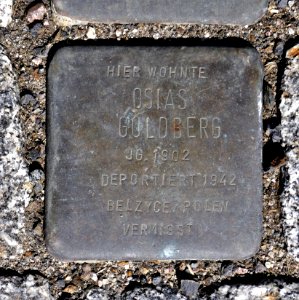 HIER WOHNTE
OSIAS
GOLDBERG
JG. 1902
DEPORTIERT 1942
BELZYCE/POLEN
VERMISST